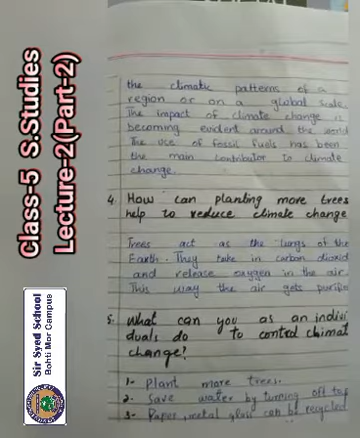 Class-5 S.Studies
Lecture-2(Part-2)
Sir Syed School
Bohti Mor Campus
the climatic patterns of a
region or on a global scale.
The impact of climate change is
becoming evident around the world
The use of fossil fuels has been
the main contributor to climate
change.
4. How can planting more trees
help to reduce climate change
Trees act as the lungs of the
Earth. They take in carbon dioxid
and release oxygen in the air.
This way the air gets purifie
5. What can you as an indivi
duals do to control climat
change?
1- Plant more trees.
2- Save water by turning off tap
3- Paper, metal glass can be recycled